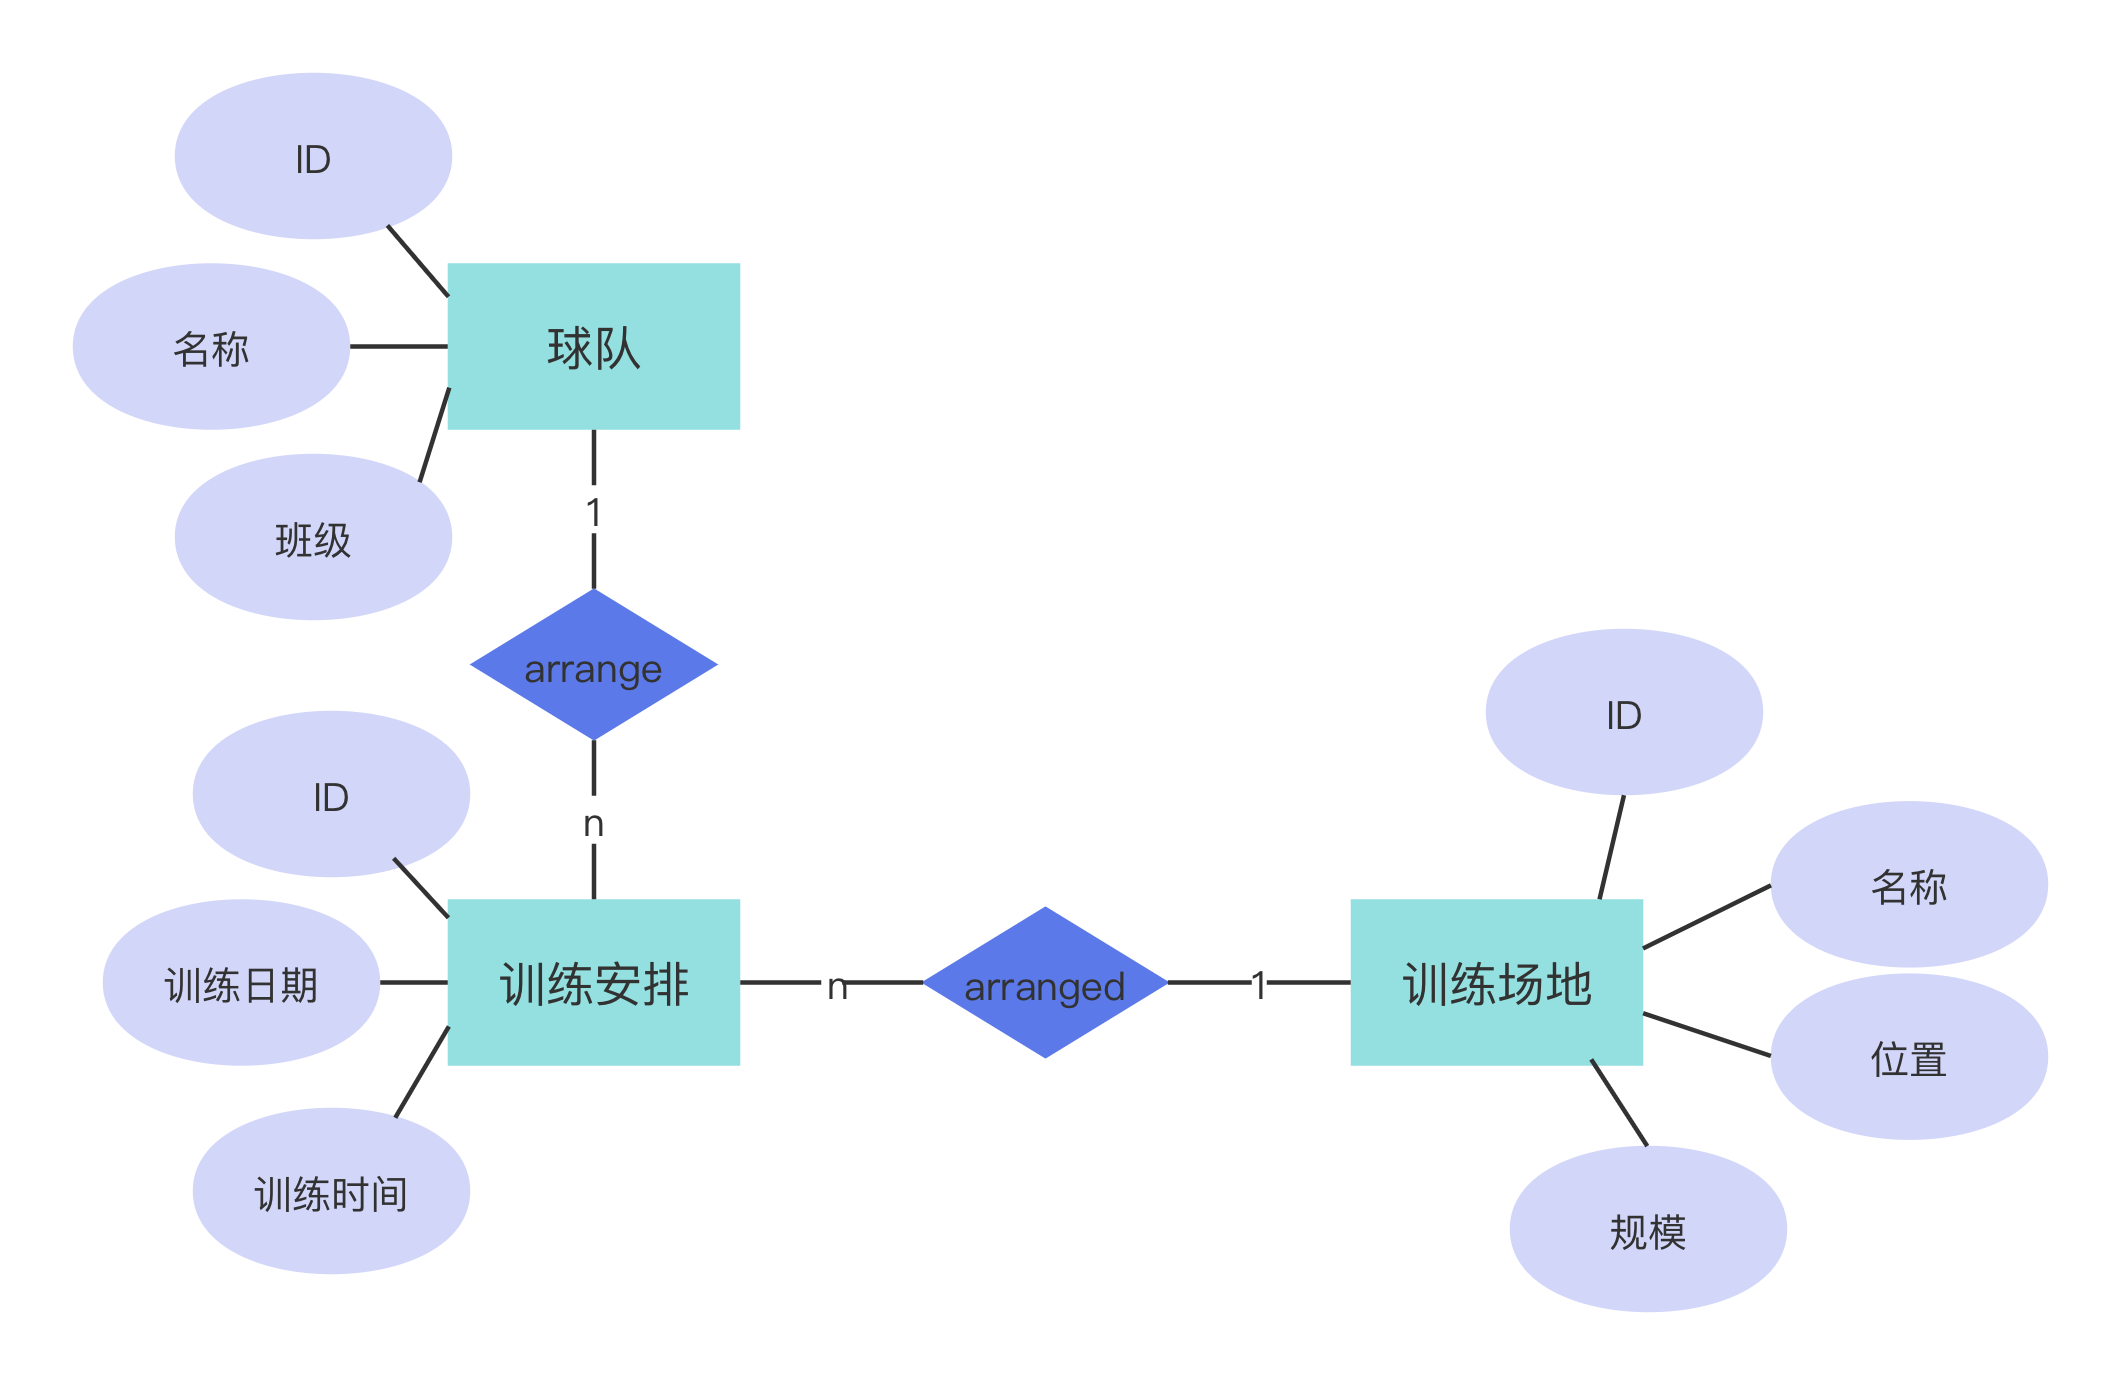 ID
名称
球队
班级
1
arrange
n
ID
训练日期
训练安排
训练时间
n
arranged
1
训练场地
ID
名称
位置
规模